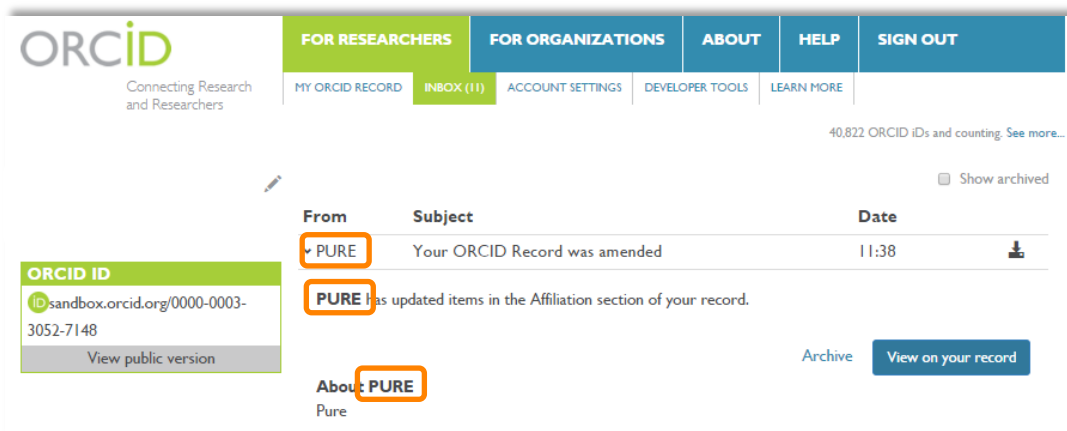 ORCiD
FOR RESEARCHERS FOR ORGANIZATIONS ABOUT HELP SIGN OUT
Connecting Research
and Researchers
MY ORCID RECORD INBOX (11) ACCOUNT SETTINGS DEVELOPER TOOLS LEARN MORE
40,822 ORCID iDs and counting. See more...
Show archived
From Subject Date
PURE Your ORCID Record was amended 11:38
ORCID ID
iD sandbox.orcid.org/0000-0003-
3052-7148
View public version
PURE has updated items in the Affiliation section of your record.
Archive View on your record
About PURE
Pure